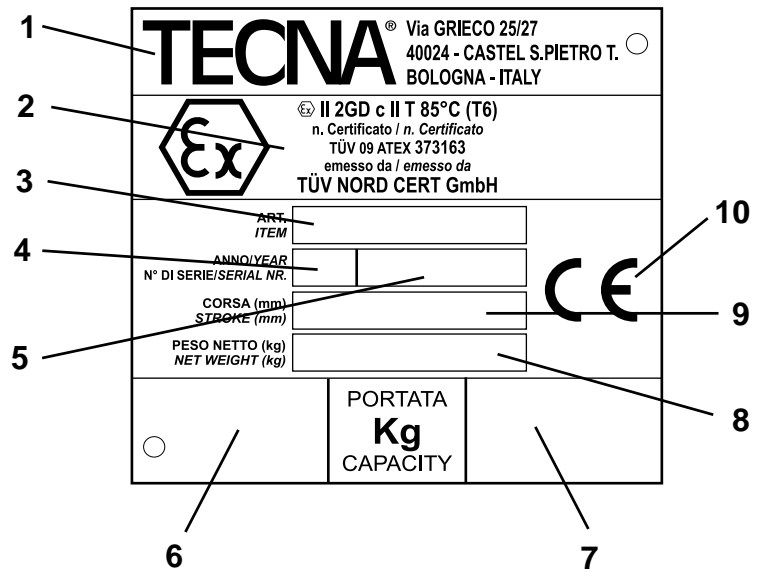 1
TECNA®
Via GRIECO 25/27
40024 - CASTEL S.PIETRO T.
BOLOGNA - ITALY
2
Ex
Ex II 2GD c II T 85°C (T6)
n. Certificato / n. Certificato
TÜV 09 ATEX 373163
emesso da / emesso da
TÜV NORD CERT GmbH
3
ART.
ITEM
4
ANNO/YEAR
N° DI SERIE/SERIAL NR.
10
CE
CORSA (mm)
STROKE (mm)
9
5
PESO NETTO (kg)
NET WEIGHT (kg)
8
PORTATA
Kg
CAPACITY
6
7